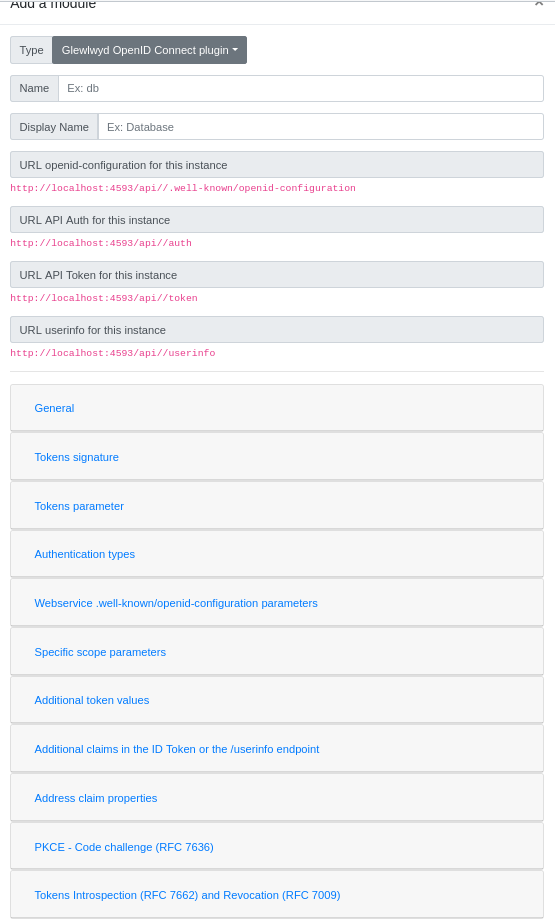 Add a module
Type Glewlwyd OpenID Connect plugin
Name Ex: db
Display Name Ex: Database
URL openid-configuration for this instance
http://localhost:4593/api//.well-known/openid-configuration
URL API Auth for this instance
http://localhost:4593/api//auth
URL API Token for this instance
http://localhost:4593/api//token
URL userinfo for this instance
http://localhost:4593/api//userinfo
General
Tokens signature
Tokens parameter
Authentication types
Webservice .well-known/openid-configuration parameters
Specific scope parameters
Additional token values
Additional claims in the ID Token or the /userinfo endpoint
Address claim properties
PKCE - Code challenge (RFC 7636)
Tokens Introspection (RFC 7662) and Revocation (RFC 7009)